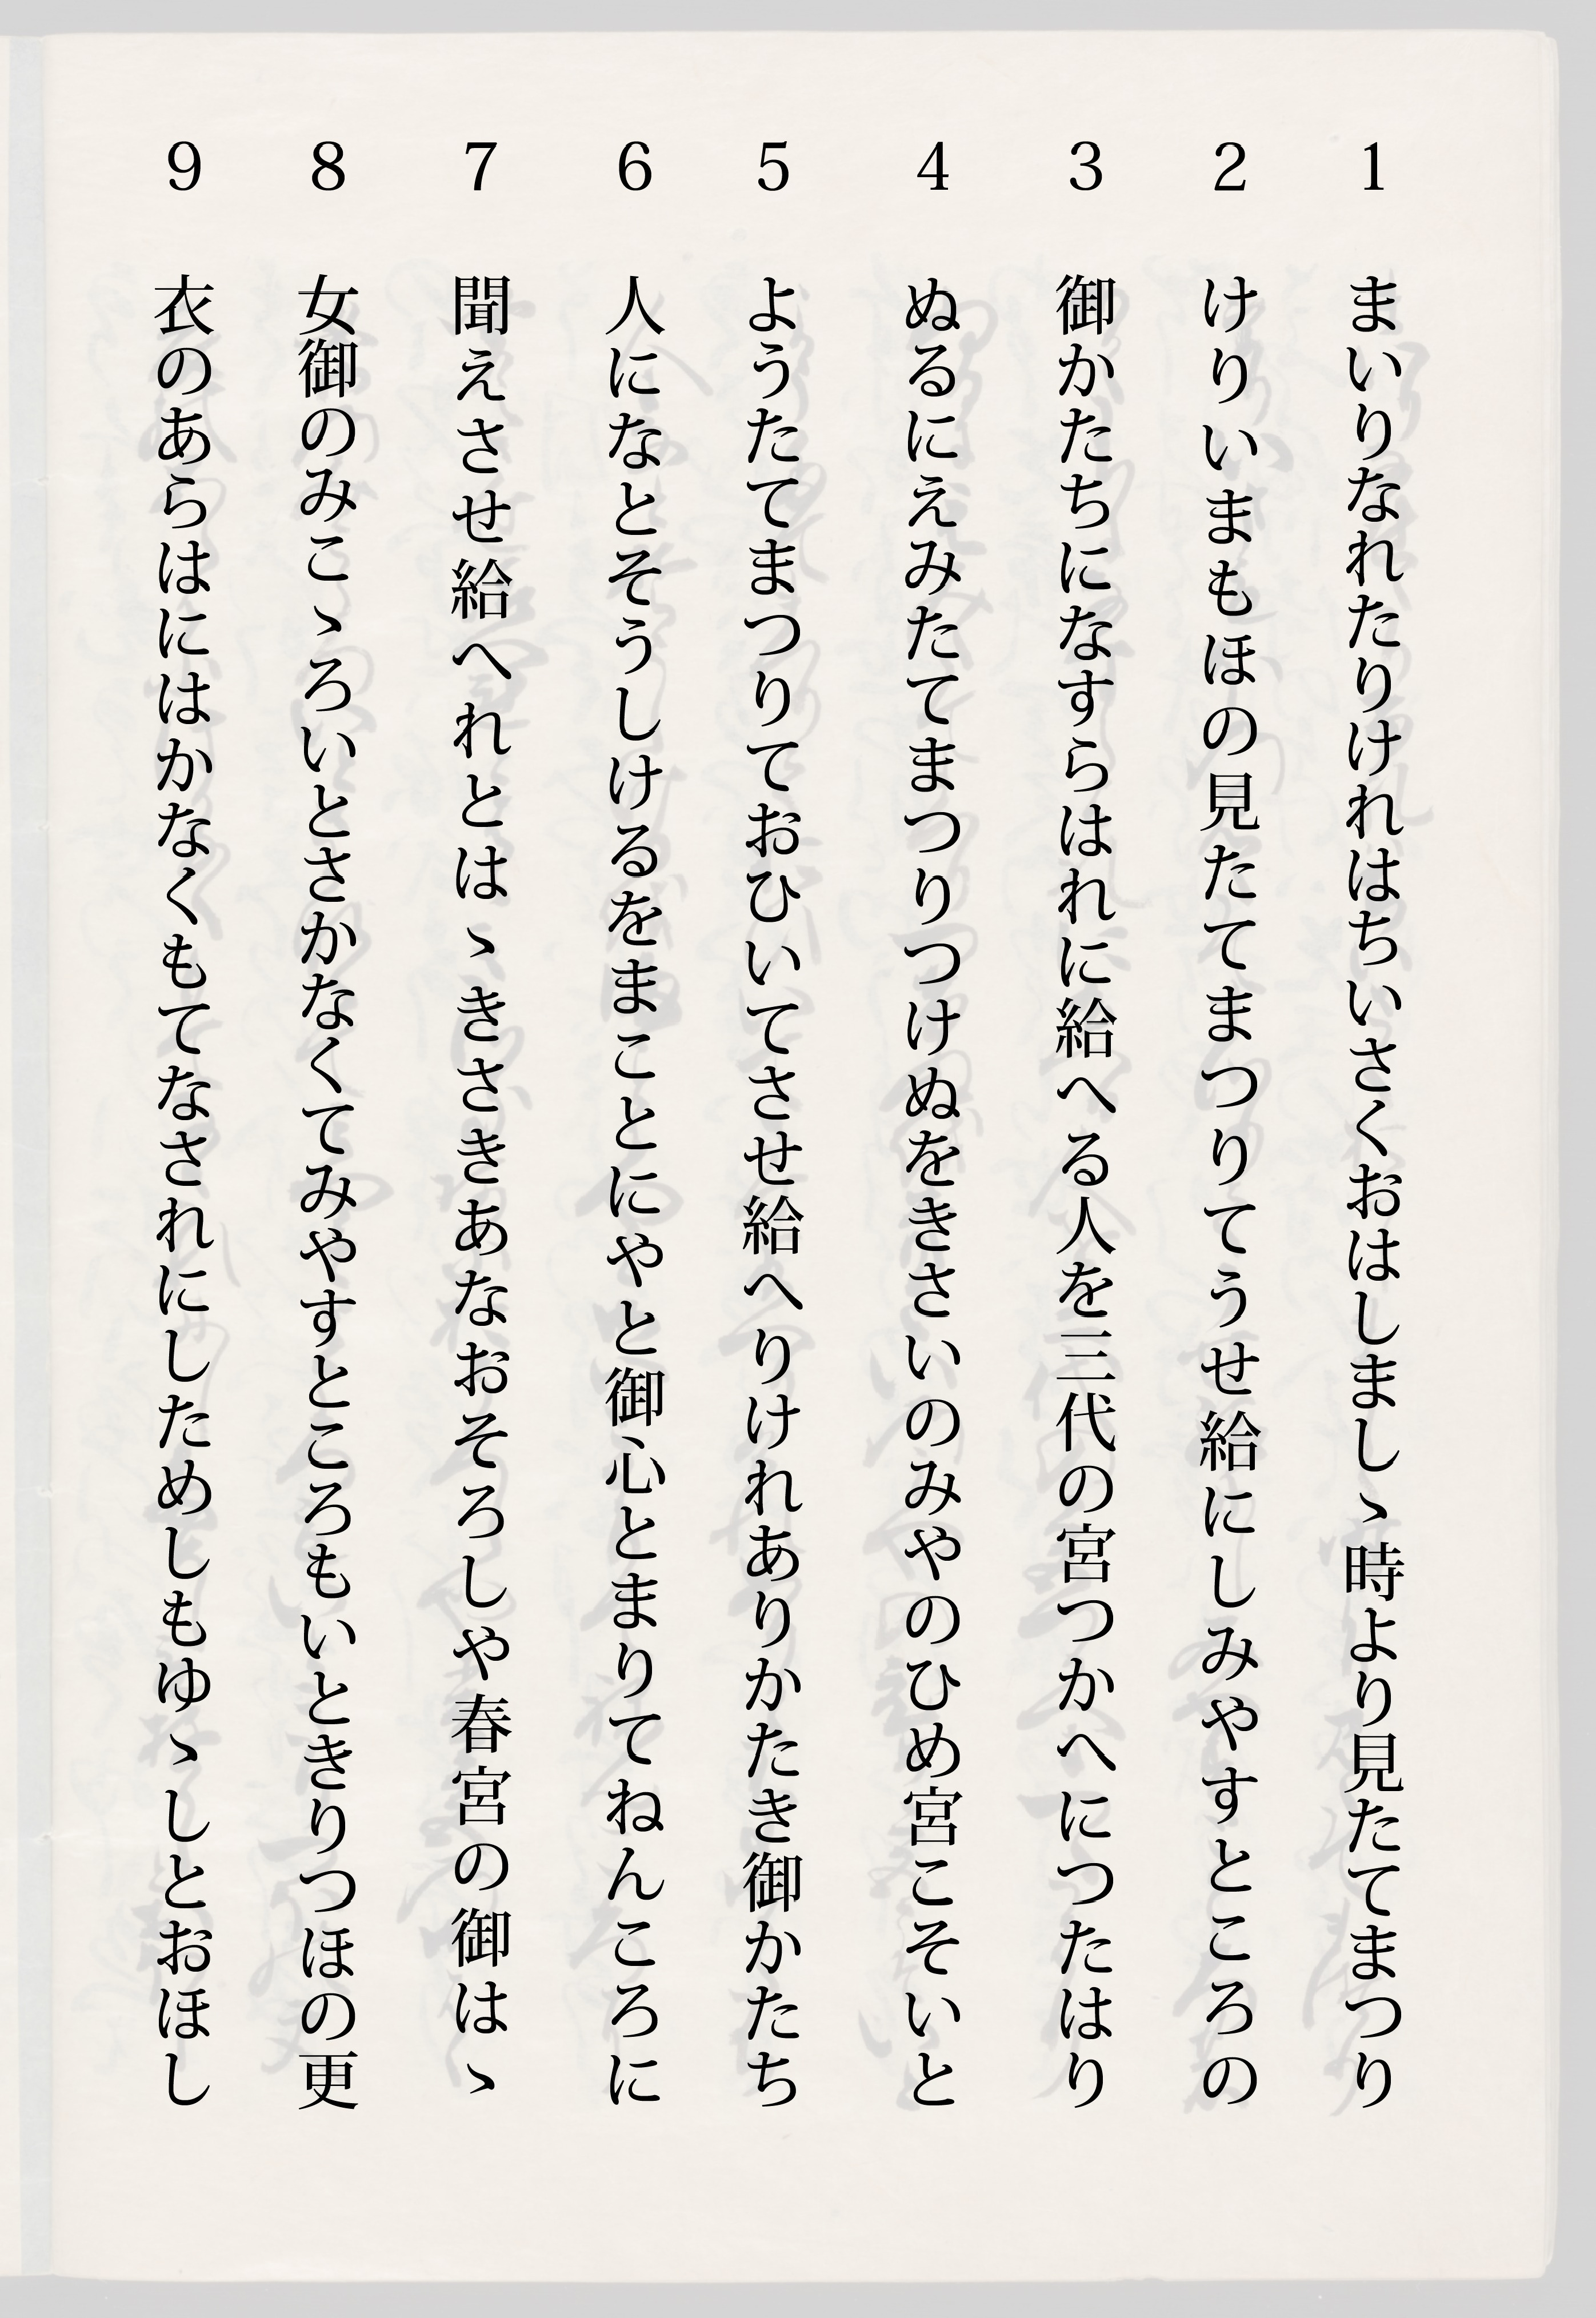 1 まいりなれたりけれはちいさくおはしましゝ時より見たてまつり
2 けりいまもほの見たてまつりてうせ給にしみやすところの
3 御かたちになすらはれに給へる人を三代の宮つかへにつたはり
4 ぬるにえみたてまつりつけぬをきさいのみやのひめ宮こそいと
5 ようたてまつりておひいてさせ給へりけれありかたき御かたち
6 人になとそうしけるをまことにやと御心とまりてねんころに
7 聞えさせ給へれとはゝきさきあなおそろしや春宮の御はゝ
8 女御のみこゝろいとさかなくてみやすところもいときりつほの更
9 衣のあらはにはかなくもてなされにしためしもゆゝしとおほし